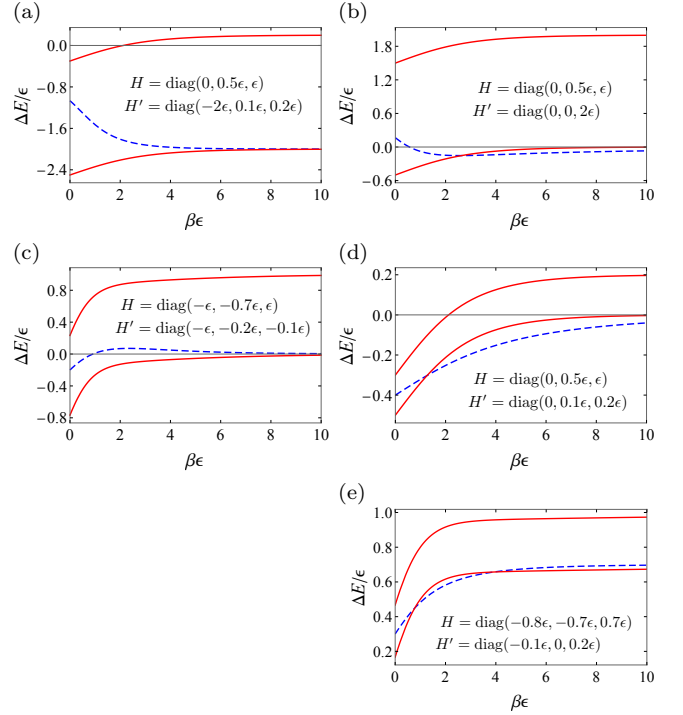 (a)
0.0
-0.8
-1.6
-2.4
ΔE/ϵ
H = diag(0, 0.5ϵ, ϵ)
H′ = diag(−2ϵ, 0.1ϵ, 0.2ϵ)
0 2 4 6 8 10
βϵ
(b)
1.8
1.2
0.6
0.0
-0.6
ΔE/ϵ
H = diag(0, 0.5ϵ, ϵ)
H′ = diag(0, 0, 2ϵ)
0 2 4 6 8 10
βϵ
(c)
0.8
0.4
0.0
-0.4
-0.8
ΔE/ϵ
H = diag(−ϵ, −0.7ϵ, ϵ)
H′ = diag(−ϵ, −0.2ϵ, −0.1ϵ)
0 2 4 6 8 10
βϵ
(d)
0.2
0.0
-0.2
-0.4
ΔE/ϵ
H = diag(0, 0.5ϵ, ϵ)
H′ = diag(0, 0.1ϵ, 0.2ϵ)
0 2 4 6 8 10
βϵ
(e)
1.0
0.8
0.6
0.4
0.2
ΔE/ϵ
H = diag(−0.8ϵ, −0.7ϵ, 0.7ϵ)
H′ = diag(−0.1ϵ, 0, 0.2ϵ)
0 2 4 6 8 10
βϵ